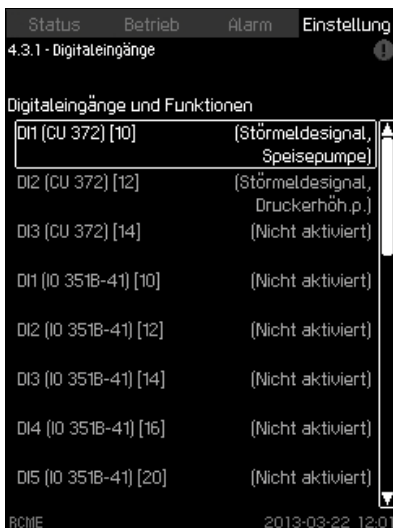 Status Betrieb Alarm Einstellung
4.3.1 - Digitaleingänge
Digitaleingänge und Funktionen
DI1 (CU 372) [10] (Störmeldesignal,
Speisepumpe)
DI2 (CU 372) [12] (Störmeldesignal,
Druckerhöh.p.)
DI3 (CU 372) [14] (Nicht aktiviert)
DI1 (IO 351B-41) [10] (Nicht aktiviert)
DI2 (IO 351B-41) [12] (Nicht aktiviert)
DI3 (IO 351B-41) [14] (Nicht aktiviert)
DI4 (IO 351B-41) [16] (Nicht aktiviert)
DI5 (IO 351B-41) [20] (Nicht aktiviert)
RCME 2013-03-22 12:01